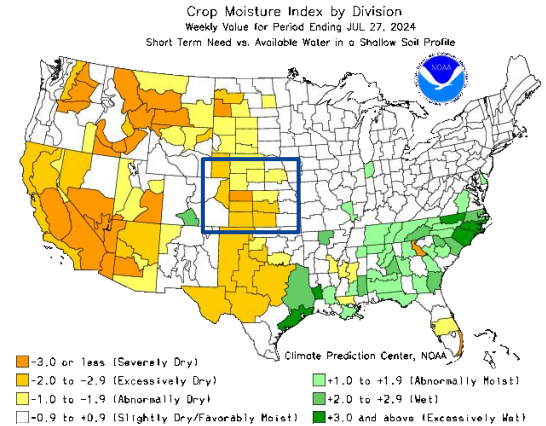 Crop Moisture Index by Division
Weekly Value for Period Ending JUL 27, 2024
Short Term Need vs. Available Water in a Shallow Soil Profile
NOAA
Climate Prediction Center, NOAA
-3.0 or less (Severely Dry)
-2.0 to -2.9 (Excessively Dry)
-1.0 to -1.9 (Abnormally Dry)
-0.9 to +0.9 (Slightly Dry/Favorably Moist)
+1.0 to +1.9 (Abnormally Moist)
+2.0 to +2.9 (Wet)
+3.0 and above (Excessively Wet)